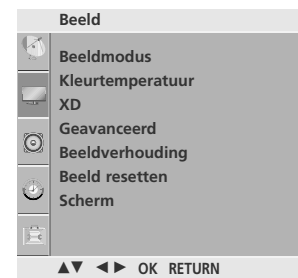 Beeld
Beeldmodus
Kleurtemperatuur
XD
Geavanceerd
Beeldverhouding
Beeld resetten
Scherm
▲▼ ◄► OK RETURN